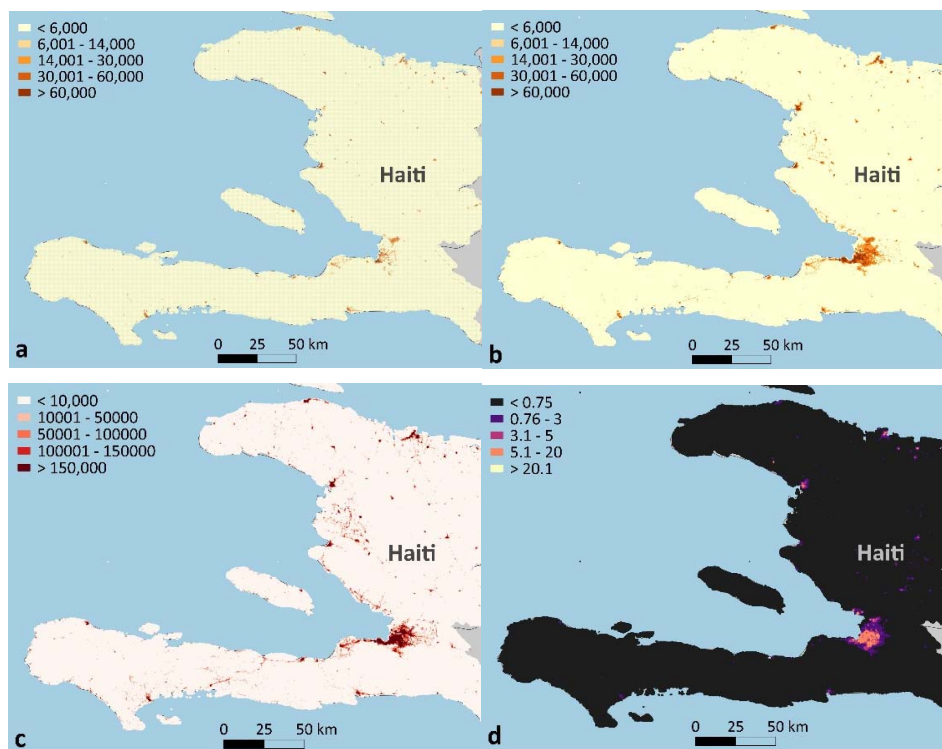 < 6,000
6,001 - 14,000
14,001 - 30,000
30,001 - 60,000
> 60,000
Haiti
0 25 50 km
a
< 6,000
6,001 - 14,000
14,001 - 30,000
30,001 - 60,000
> 60,000
Haiti
0 25 50 km
b
< 10,000
10001 - 50000
50001 - 100000
100001 - 150000
> 150,000
Haiti
0 25 50 km
c
< 0.75
0.76 - 3
3.1 - 5
5.1 - 20
> 20.1
Haiti
0 25 50 km
d